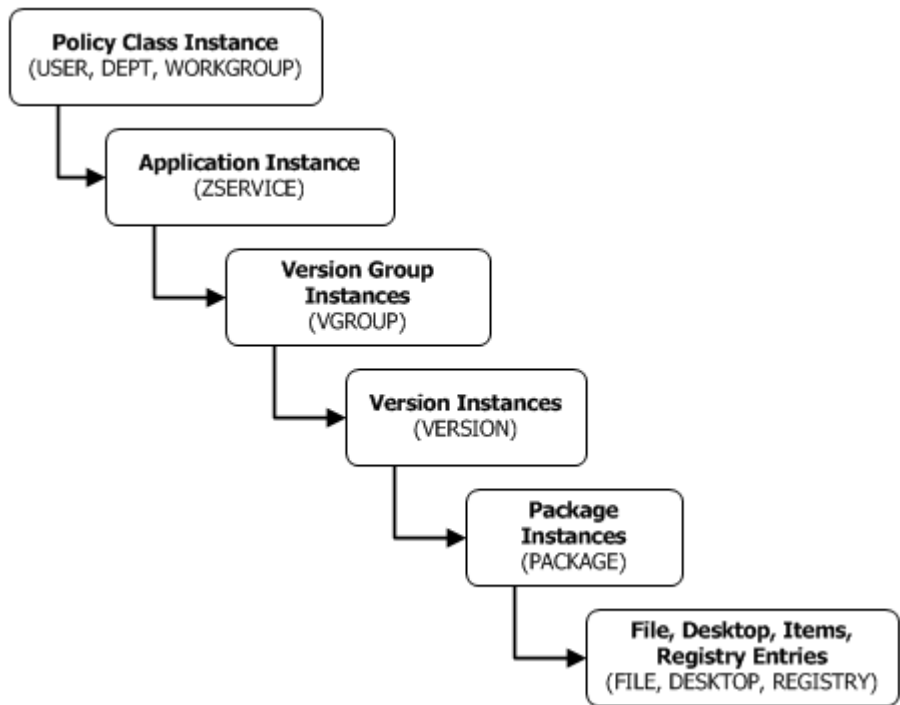 Policy Class Instance
(USER, DEPT, WORKGROUP)
Application Instance
(ZSERVICE)
Version Group
Instances
(VGROUP)
Version Instances
(VERSION)
Package
Instances
(PACKAGE)
File, Desktop, Items,
Registry Entries
(FILE, DESKTOP, REGISTRY)